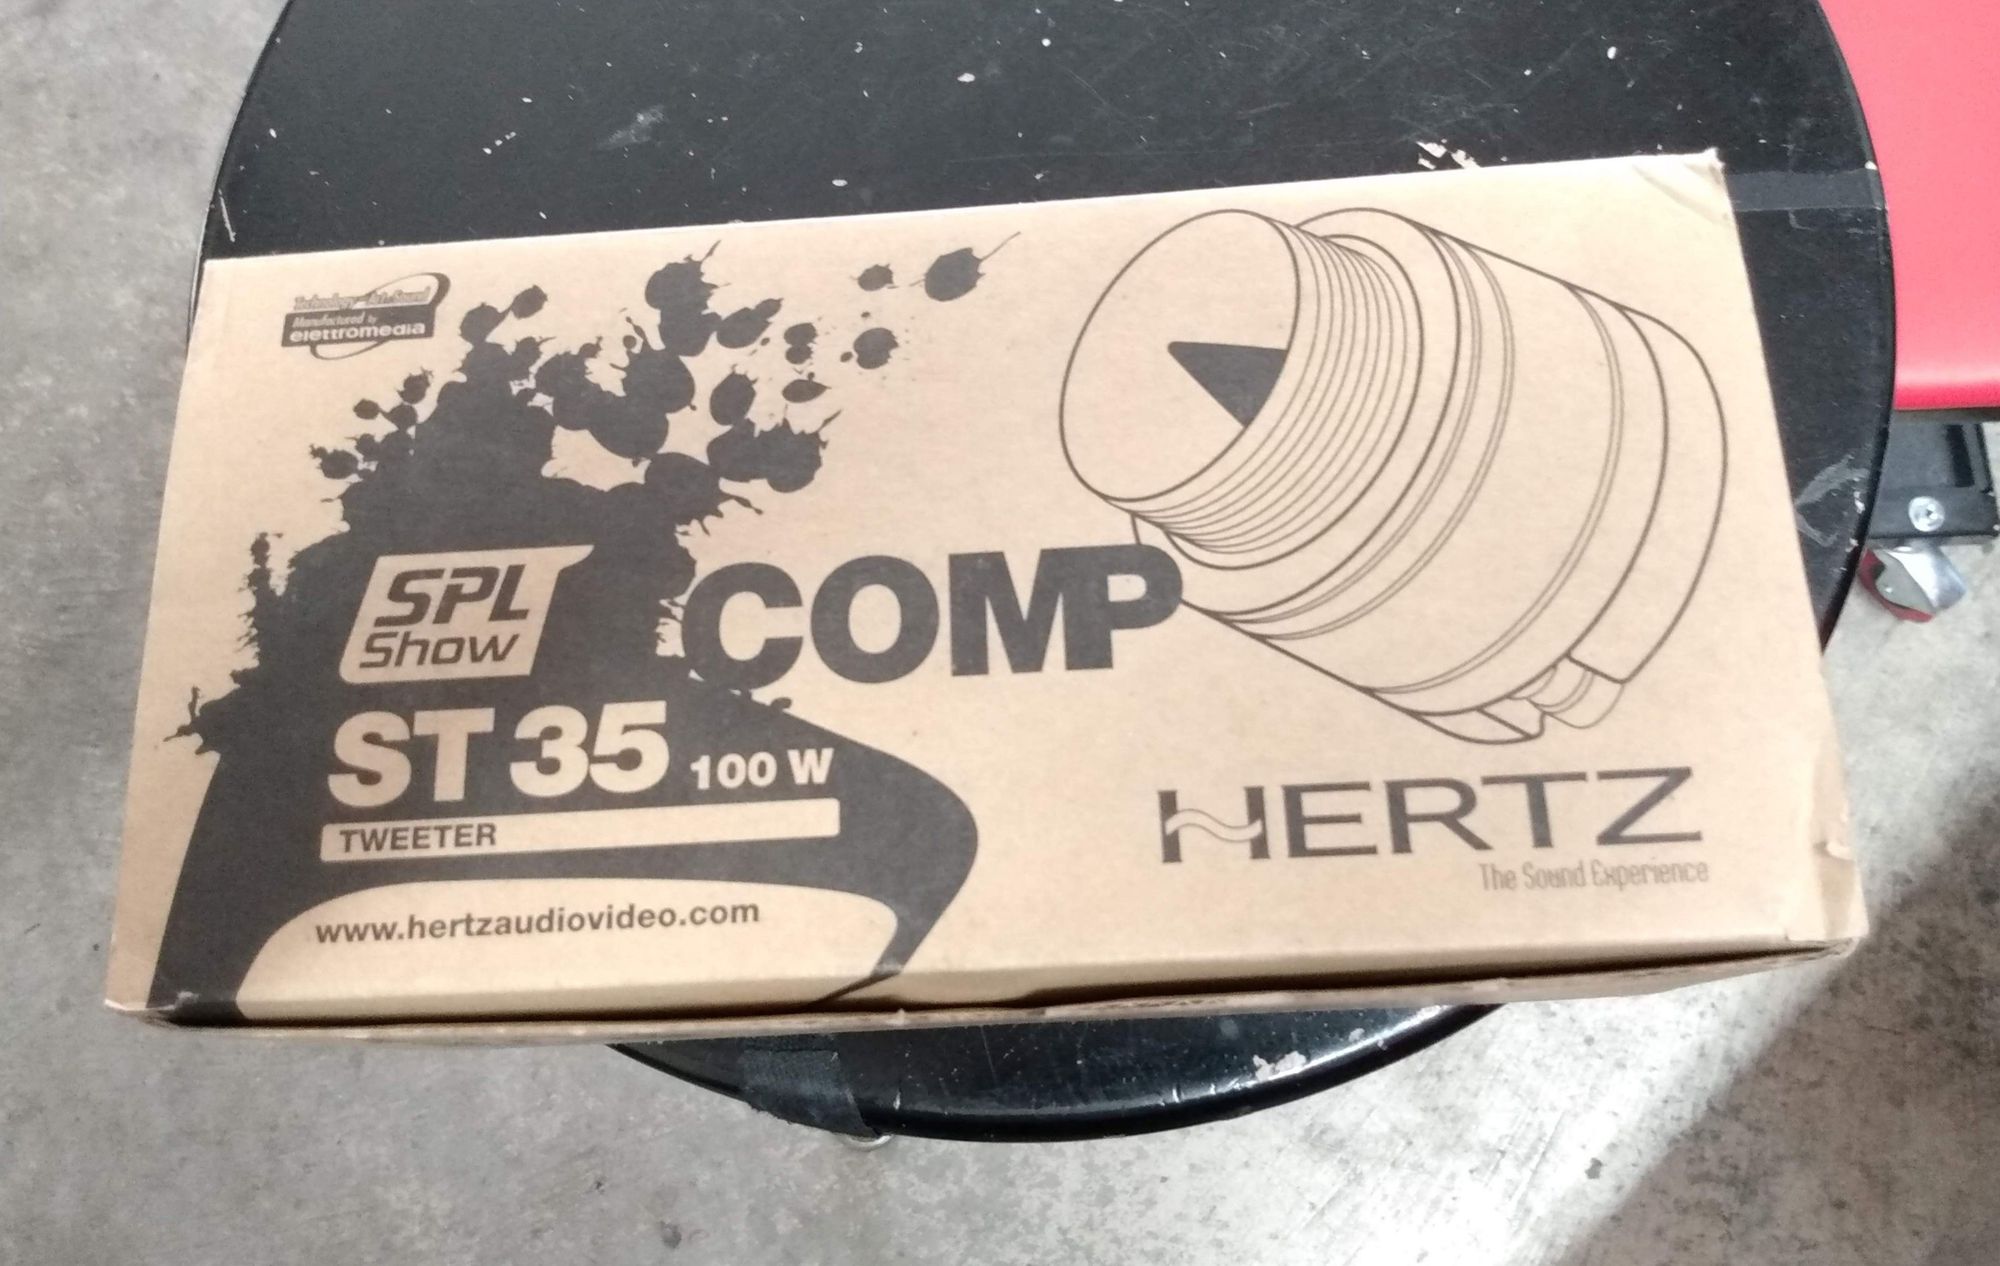 Technology - Art - Sound
Manufactured by
elettromedia
SPL
Show
COMP
ST 35 100 W
TWEETER
www.hertzaudiovideo.com
HERTZ
The Sound Experience